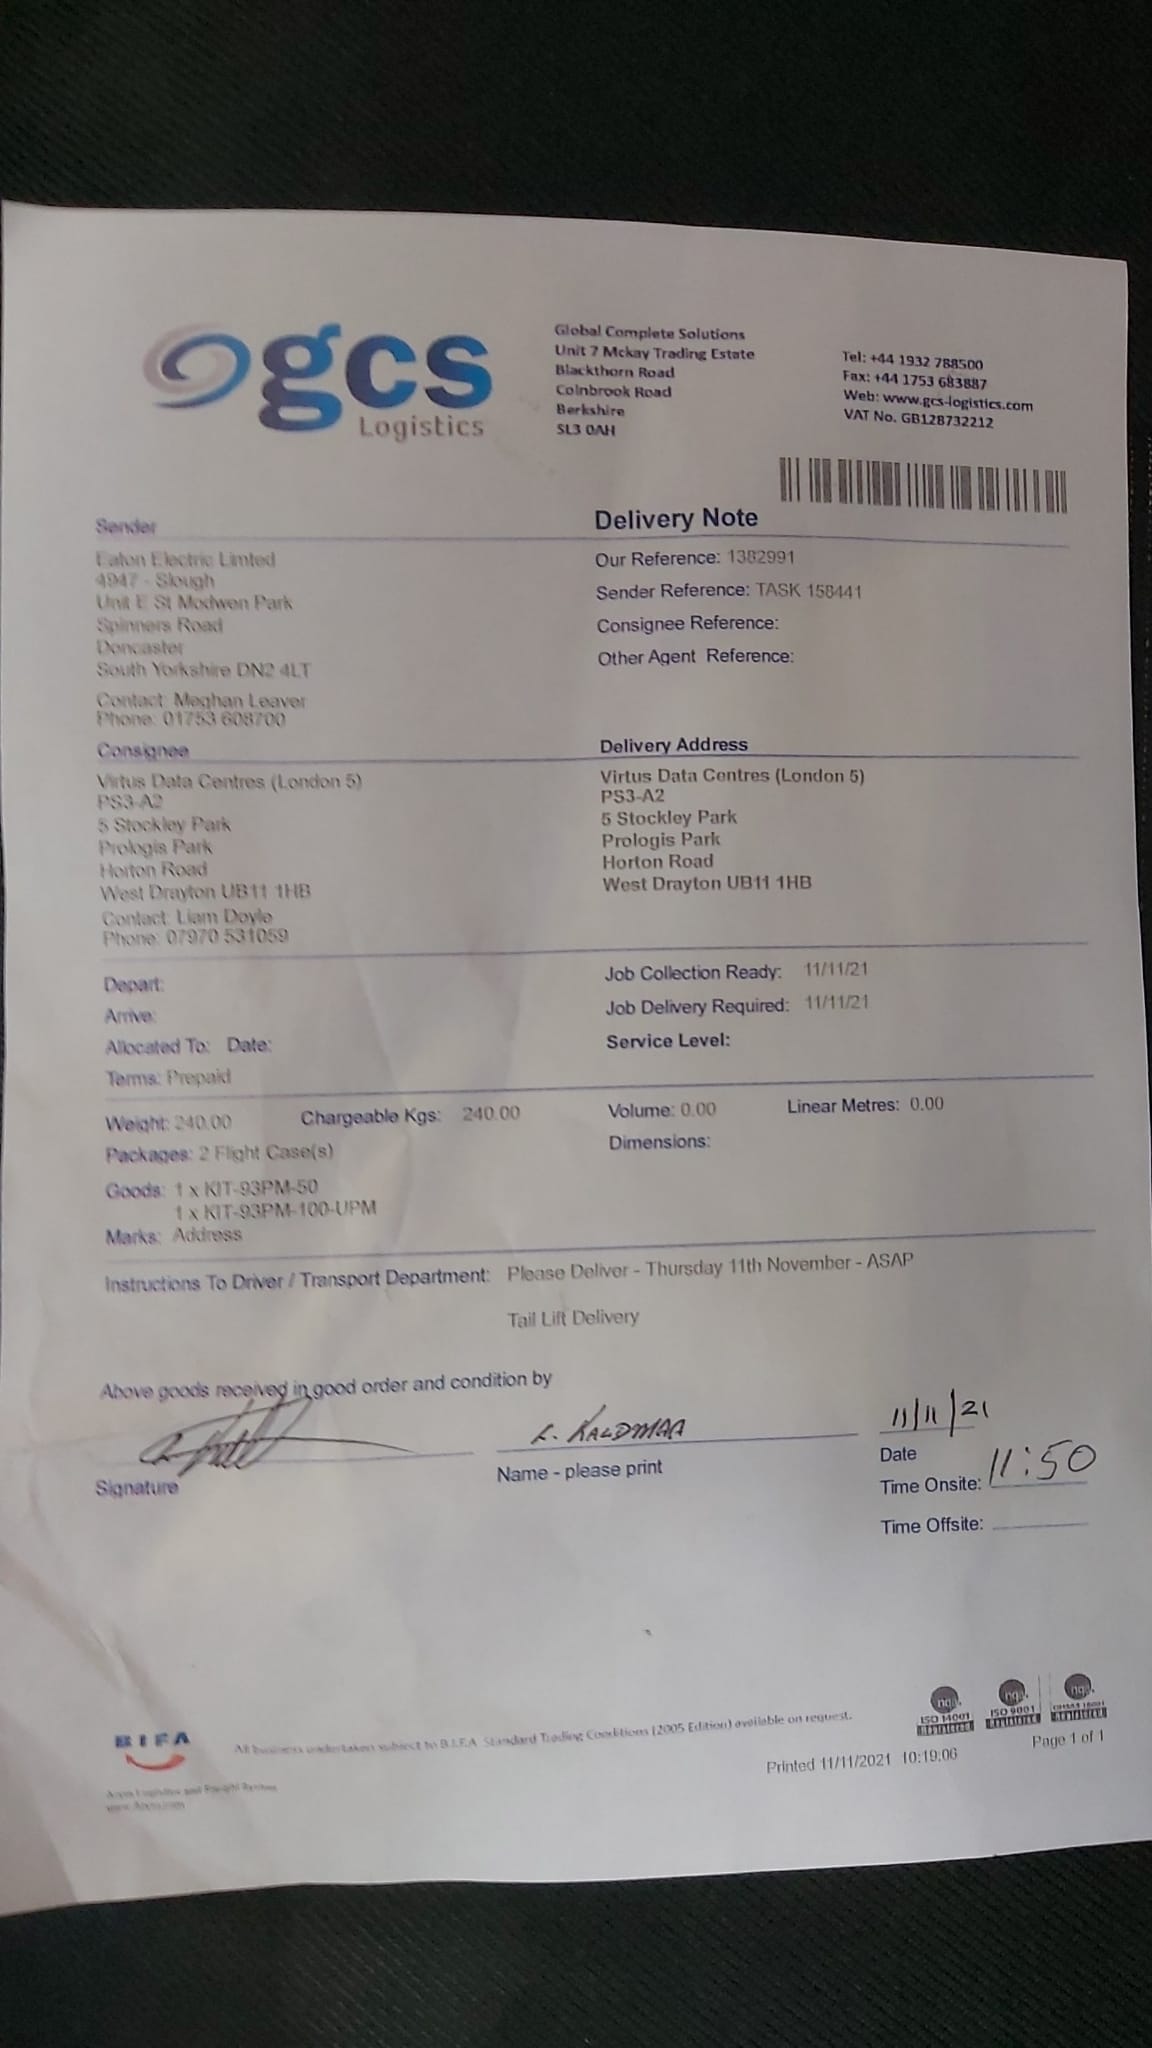 gcs
Logistics
Global Complete Solutions
Unit 7 Mckay Trading Estate
Blackthorn Road
Colnbrook Road
Berkshire
SL3 0AH
Tel: +44 1932 788500
Fax: +44 1753 683887
Web: www.gcs-logistics.com
VAT No. GB128732212
Sender
Eaton Electric Limted
4947 - Slough
Unit E St Modwen Park
Spinners Road
Doncaster
South Yorkshire DN2 4LT
Contact: Meghan Leaver
Phone: 01753 608700
Delivery Note
Our Reference: 1382991
Sender Reference: TASK 158441
Consignee Reference:
Other Agent Reference:
Consignee
Virtus Data Centres (London 5)
PS3-A2
5 Stockley Park
Prologis Park
Horton Road
West Drayton UB11 1HB
Contact: Liam Doyle
Phone: 07970 531059
Delivery Address
Virtus Data Centres (London 5)
PS3-A2
5 Stockley Park
Prologis Park
Horton Road
West Drayton UB11 1HB
Depart:
Arrive:
Allocated To: Date:
Terms: Prepaid
Job Collection Ready: 11/11/21
Job Delivery Required: 11/11/21
Service Level:
Weight: 240.00 Chargeable Kgs: 240.00 Volume: 0.00 Linear Metres: 0.00
Packages: 2 Flight Case(s) Dimensions:
Goods: 1 x KIT-93PM-50
1 x KIT-93PM-100-UPM
Marks: Address
Instructions To Driver / Transport Department: Please Deliver - Thursday 11th November - ASAP
Tail Lift Delivery
Above goods received in good order and condition by
Signature
L. KALDMAA
Name - please print
11/11/21
Date
Time Onsite: 11:50
Time Offsite:
BIFA
All business undertaken subject to B.I.F.A Standard Trading Conditions (2005 Edition) available on request.
Printed 11/11/2021 10:19:06
nqa.
ISO 14001
Registered
nqa.
ISO 9001
Registered
nqa.
OHSAS 18001
Registered
Page 1 of 1